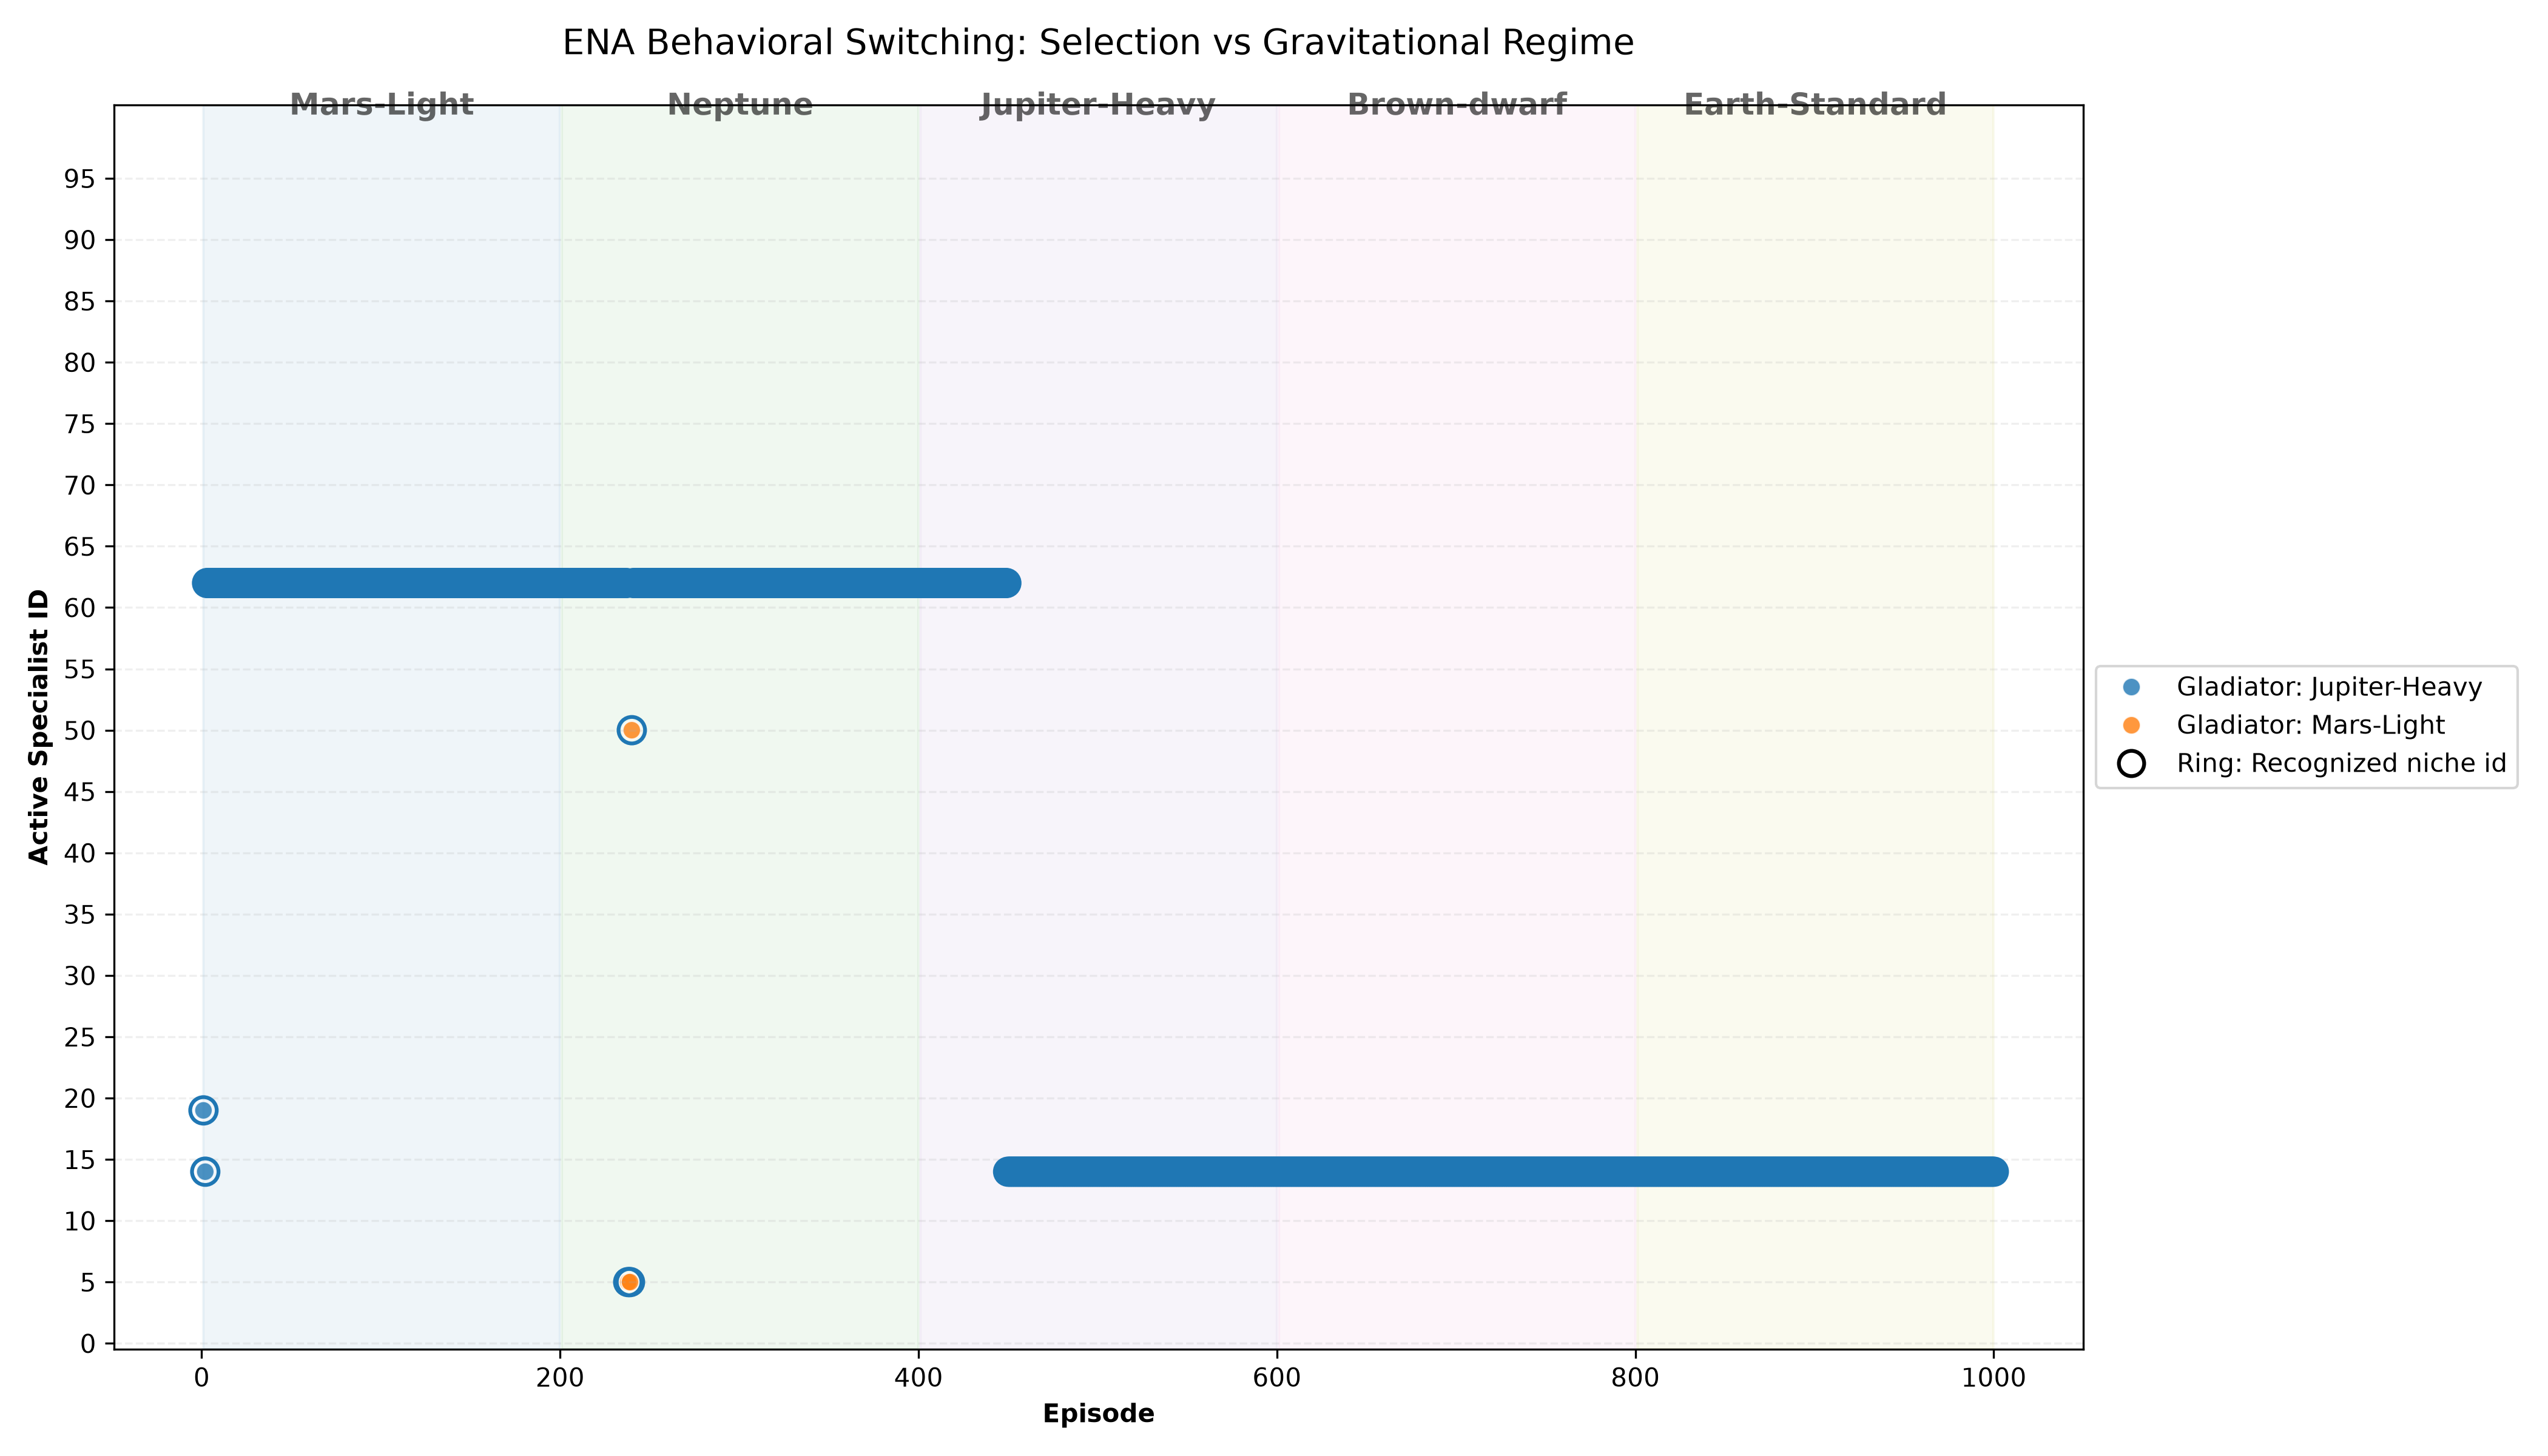 ENA Behavioral Switching: Selection vs Gravitational Regime
Mars-Light Neptune Jupiter-Heavy Brown-dwarf Earth-Standard
95
90
85
80
75
70
65
60
55
50
45
40
35
30
25
20
15
10
5
0
Active Specialist ID
Gladiator: Jupiter-Heavy
Gladiator: Mars-Light
Ring: Recognized niche id
0 200 400 600 800 1000
Episode